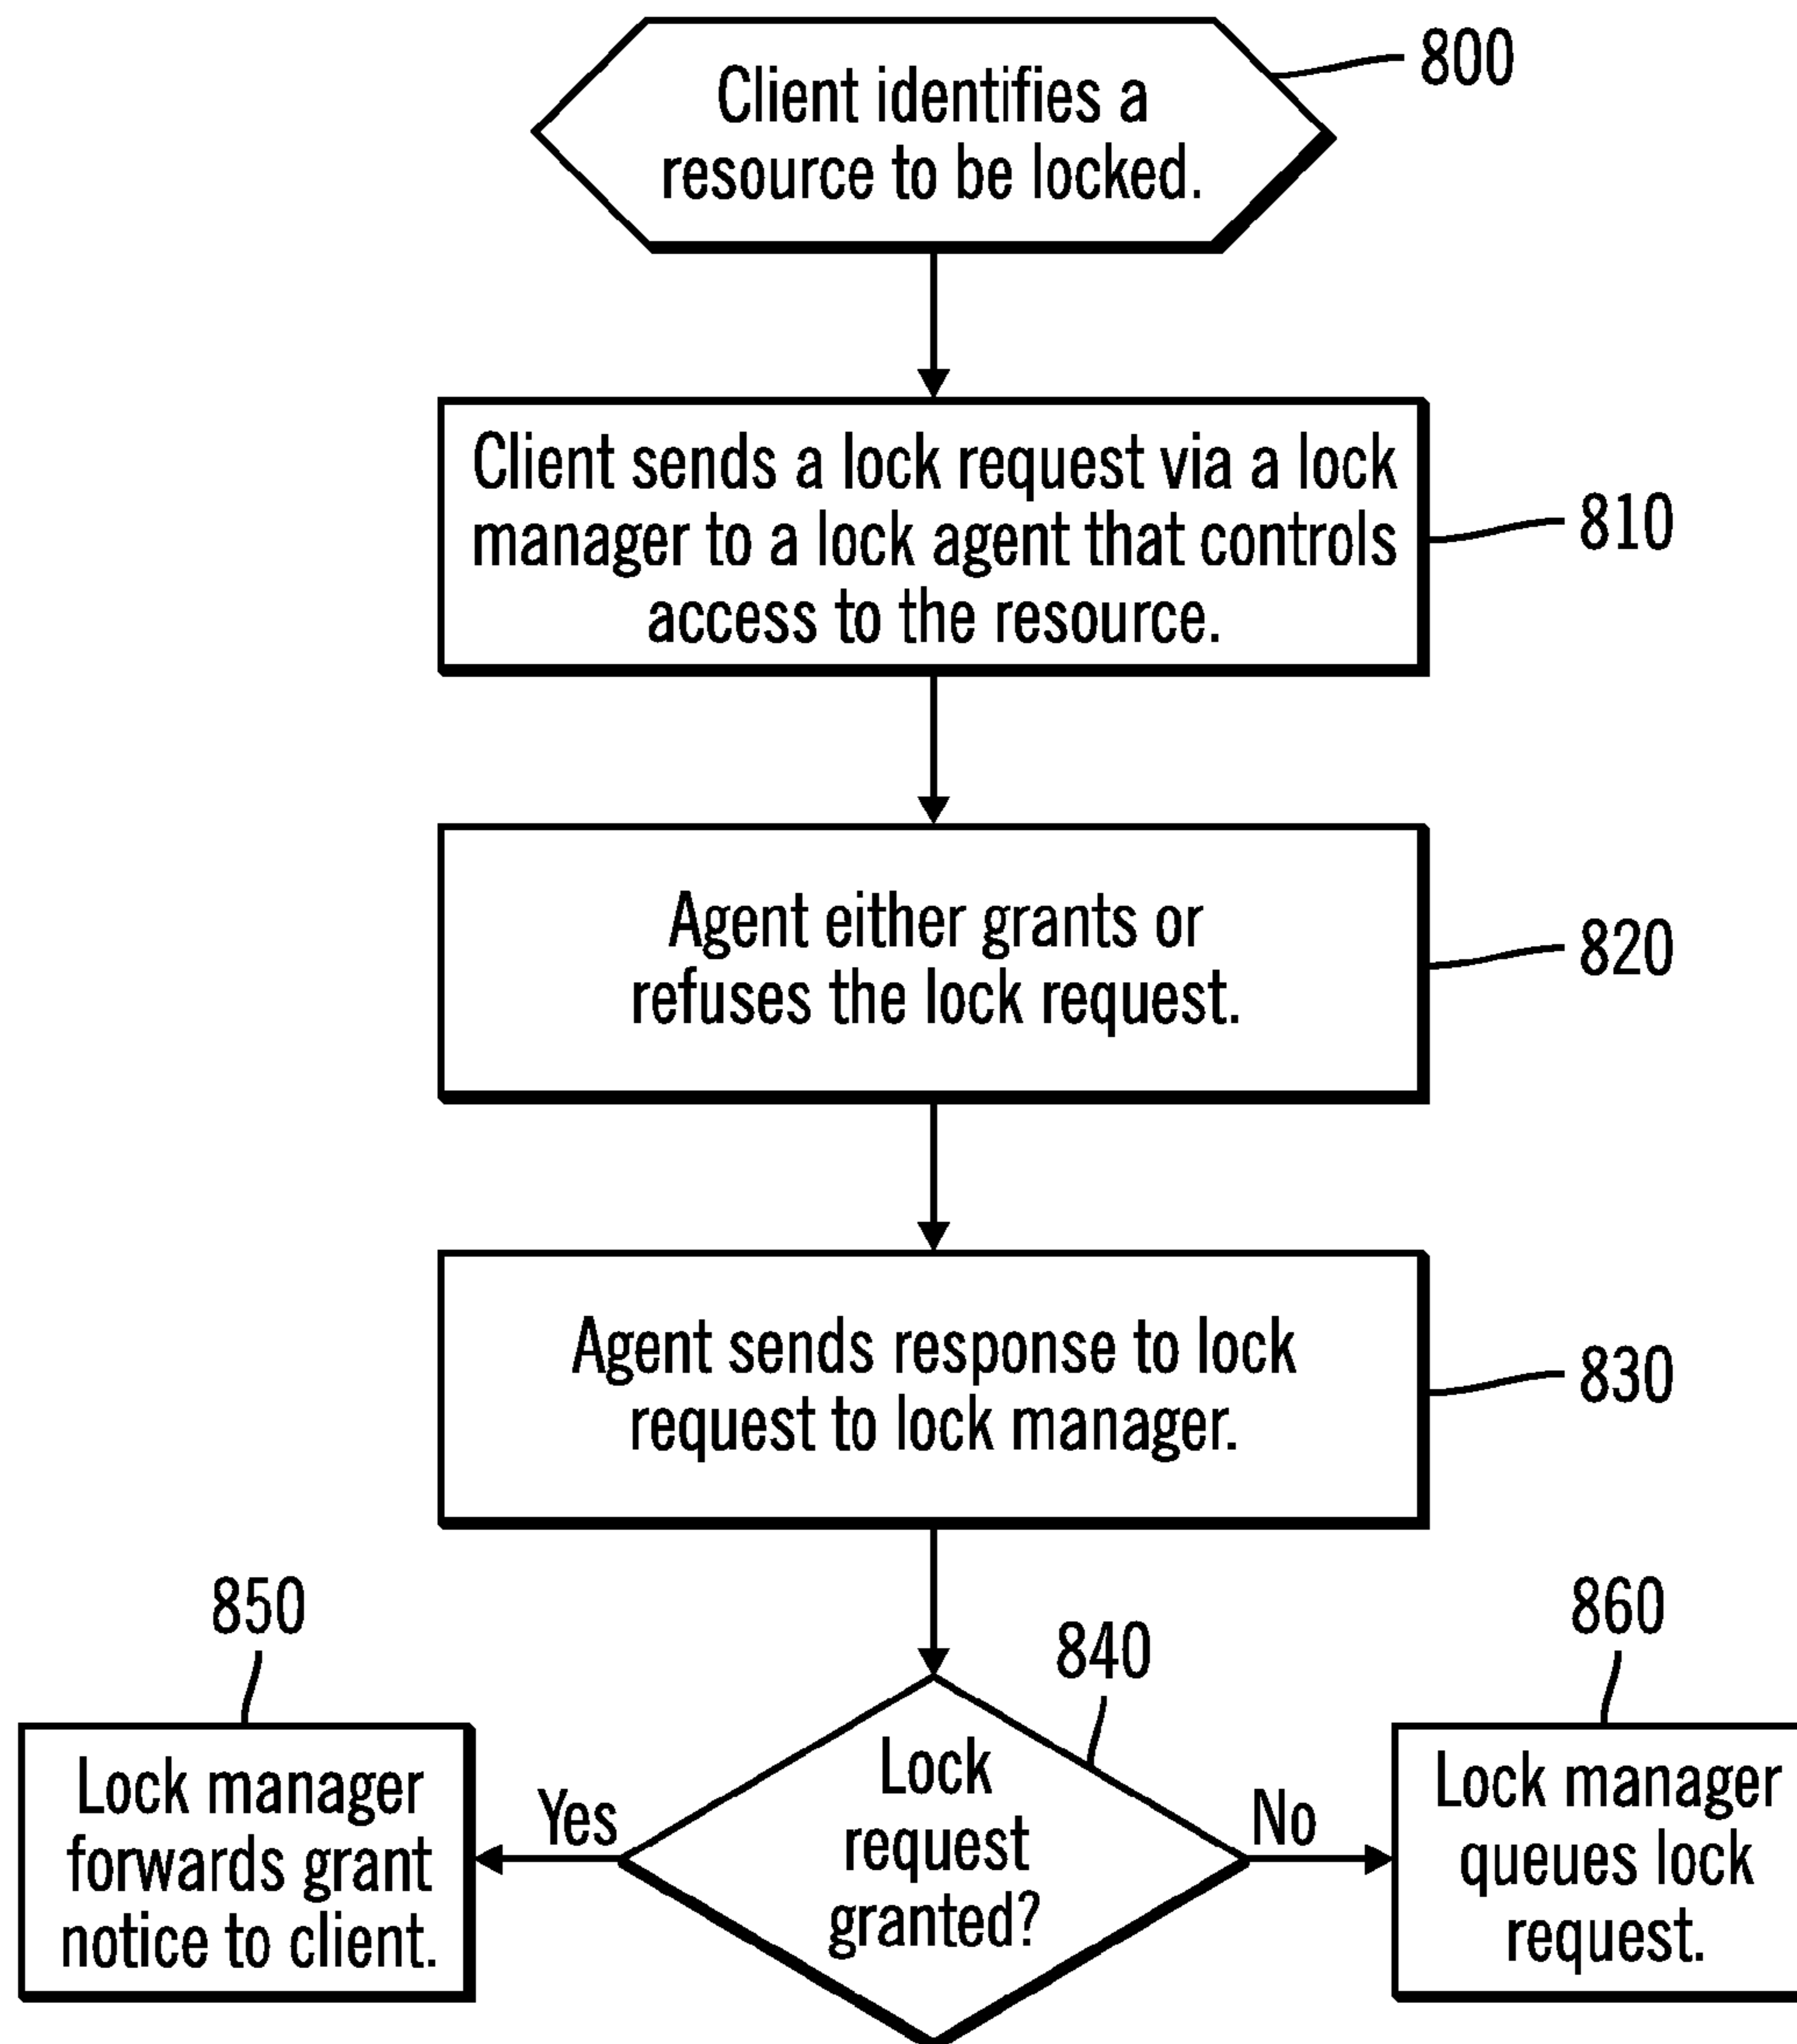 Client identifies a
resource to be locked.
800
Client sends a lock request via a lock
manager to a lock agent that controls
access to the resource.
810
Agent either grants or
refuses the lock request.
820
Agent sends response to lock
request to lock manager.
830
850
840
860
Lock manager
forwards grant
notice to client.
Yes
Lock
request
granted?
No
Lock manager
queues lock
request.